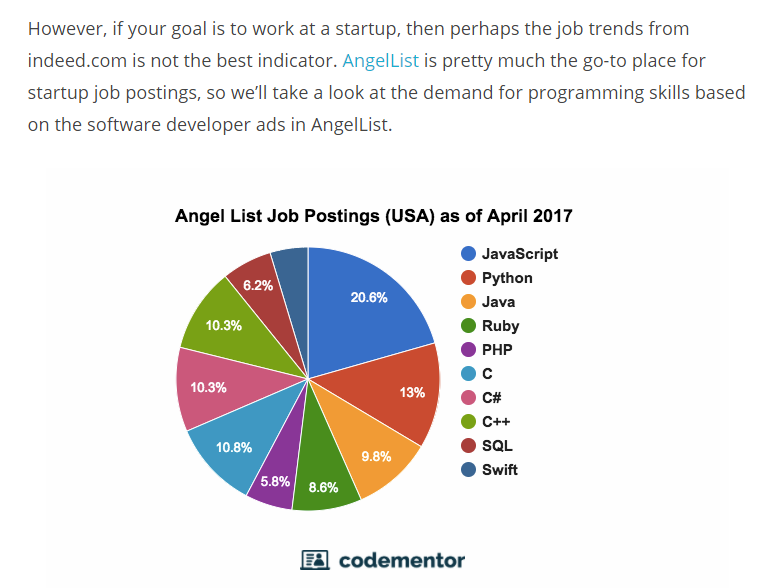 However, if your goal is to work at a startup, then perhaps the job trends from
indeed.com is not the best indicator. AngelList is pretty much the go-to place for
startup job postings, so we’ll take a look at the demand for programming skills based
on the software developer ads in AngelList.
Angel List Job Postings (USA) as of April 2017
JavaScript
Python
Java
Ruby
PHP
C
C#
C++
SQL
Swift
20.6%
13%
9.8%
8.6%
5.8%
10.8%
10.3%
10.3%
6.2%
codementor